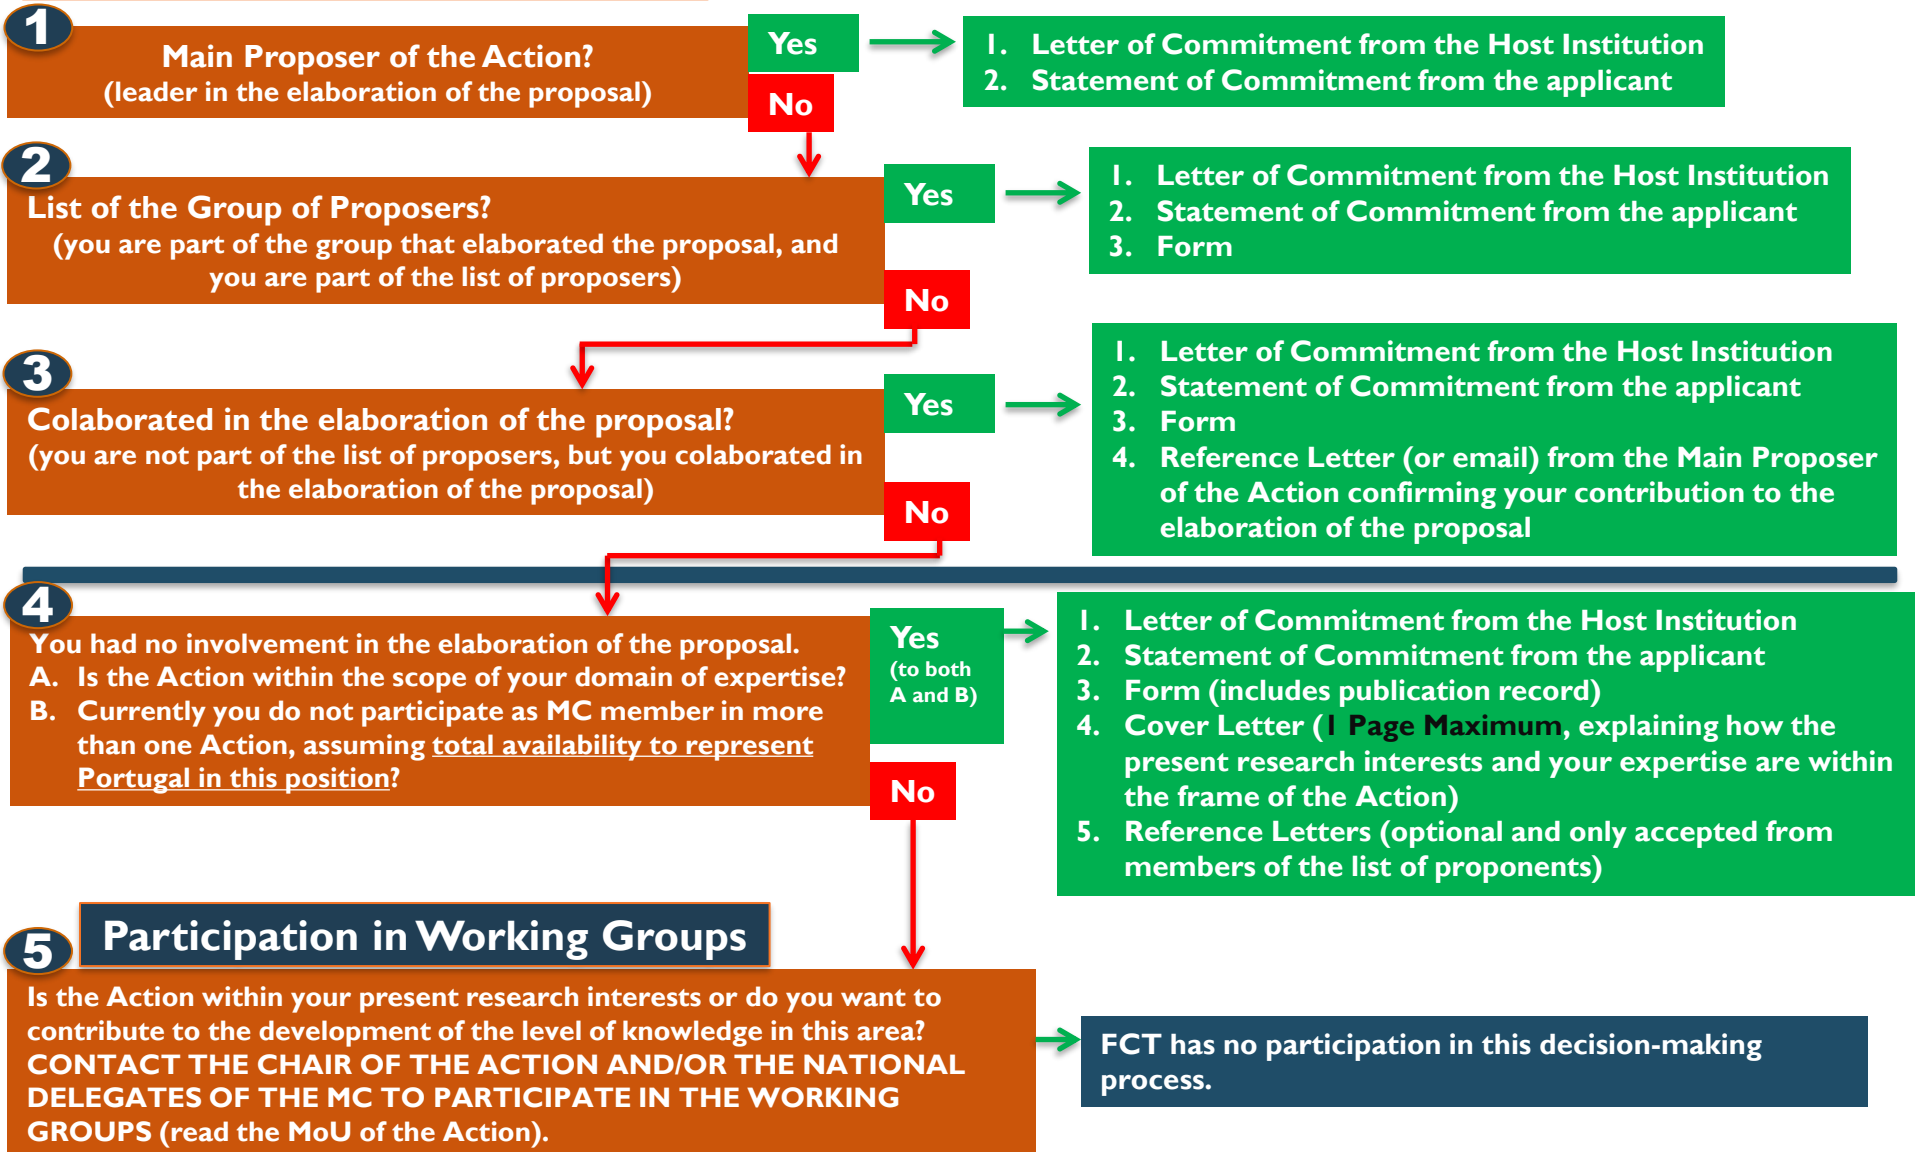 1
Main Proposer of the Action?
(leader in the elaboration of the proposal)
Yes
No
1. Letter of Commitment from the Host Institution
2. Statement of Commitment from the applicant
2
List of the Group of Proposers?
(you are part of the group that elaborated the proposal, and
you are part of the list of proposers)
Yes
No
1. Letter of Commitment from the Host Institution
2. Statement of Commitment from the applicant
3. Form
3
Colaborated in the elaboration of the proposal?
(you are not part of the list of proposers, but you colaborated in
the elaboration of the proposal)
Yes
No
1. Letter of Commitment from the Host Institution
2. Statement of Commitment from the applicant
3. Form
4. Reference Letter (or email) from the Main Proposer
of the Action confirming your contribution to the
elaboration of the proposal
4
You had no involvement in the elaboration of the proposal.
A. Is the Action within the scope of your domain of expertise?
B. Currently you do not participate as MC member in more
than one Action, assuming total availability to represent
Portugal in this position?
Yes
(to both
A and B)
No
1. Letter of Commitment from the Host Institution
2. Statement of Commitment from the applicant
3. Form (includes publication record)
4. Cover Letter (1 Page Maximum, explaining how the
present research interests and your expertise are within
the frame of the Action)
5. Reference Letters (optional and only accepted from
members of the list of proponents)
Participation in Working Groups
5
Is the Action within your present research interests or do you want to
contribute to the development of the level of knowledge in this area?
CONTACT THE CHAIR OF THE ACTION AND/OR THE NATIONAL
DELEGATES OF THE MC TO PARTICIPATE IN THE WORKING
GROUPS (read the MoU of the Action).
FCT has no participation in this decision-making
process.